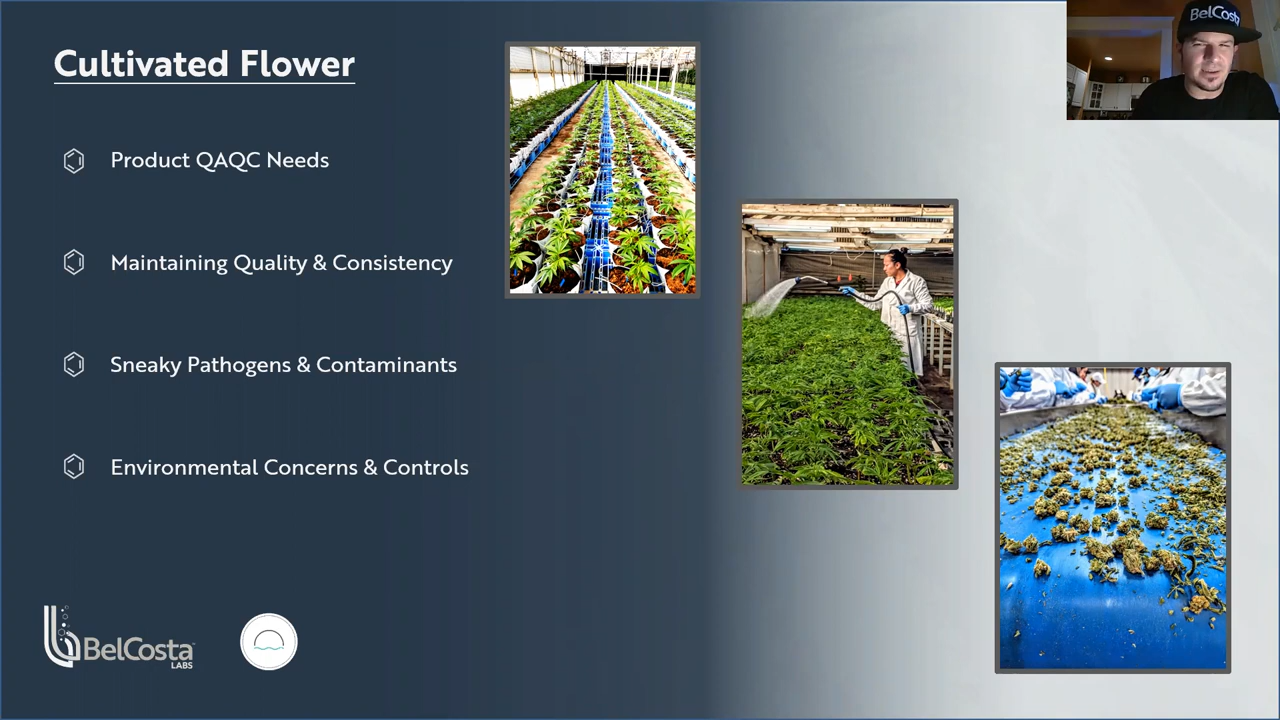 Cultivated Flower
Product QAQC Needs
Maintaining Quality & Consistency
Sneaky Pathogens & Contaminants
Environmental Concerns & Controls
BelCosta
LABS
BelCosta